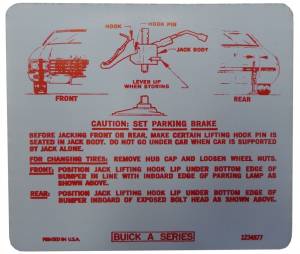 HOOK
HOOK PIN
JACK BODY
LEVER UP
WHEN STORING
FRONT
REAR
CAUTION: SET PARKING BRAKE
BEFORE JACKING FRONT OR REAR, MAKE CERTAIN LIFTING HOOK PIN IS
SEATED IN JACK BODY. DO NOT GO UNDER CAR WHEN CAR IS SUPPORTED
BY JACK ALONE.
FOR CHANGING TIRES: REMOVE HUB CAP AND LOOSEN WHEEL NUTS.
FRONT: POSITION JACK LIFTING HOOK LIP UNDER BOTTOM EDGE OF
BUMPER IN LINE WITH INBOARD EDGE OF PARKING LAMP AS
SHOWN ABOVE.
REAR: POSITION JACK LIFTING HOOK LIP UNDER BOTTOM EDGE OF
BUMPER INBOARD OF EXPOSED BOLT HEAD AS SHOWN ABOVE.
PRINTED IN U.S.A.
BUICK A SERIES
1234577